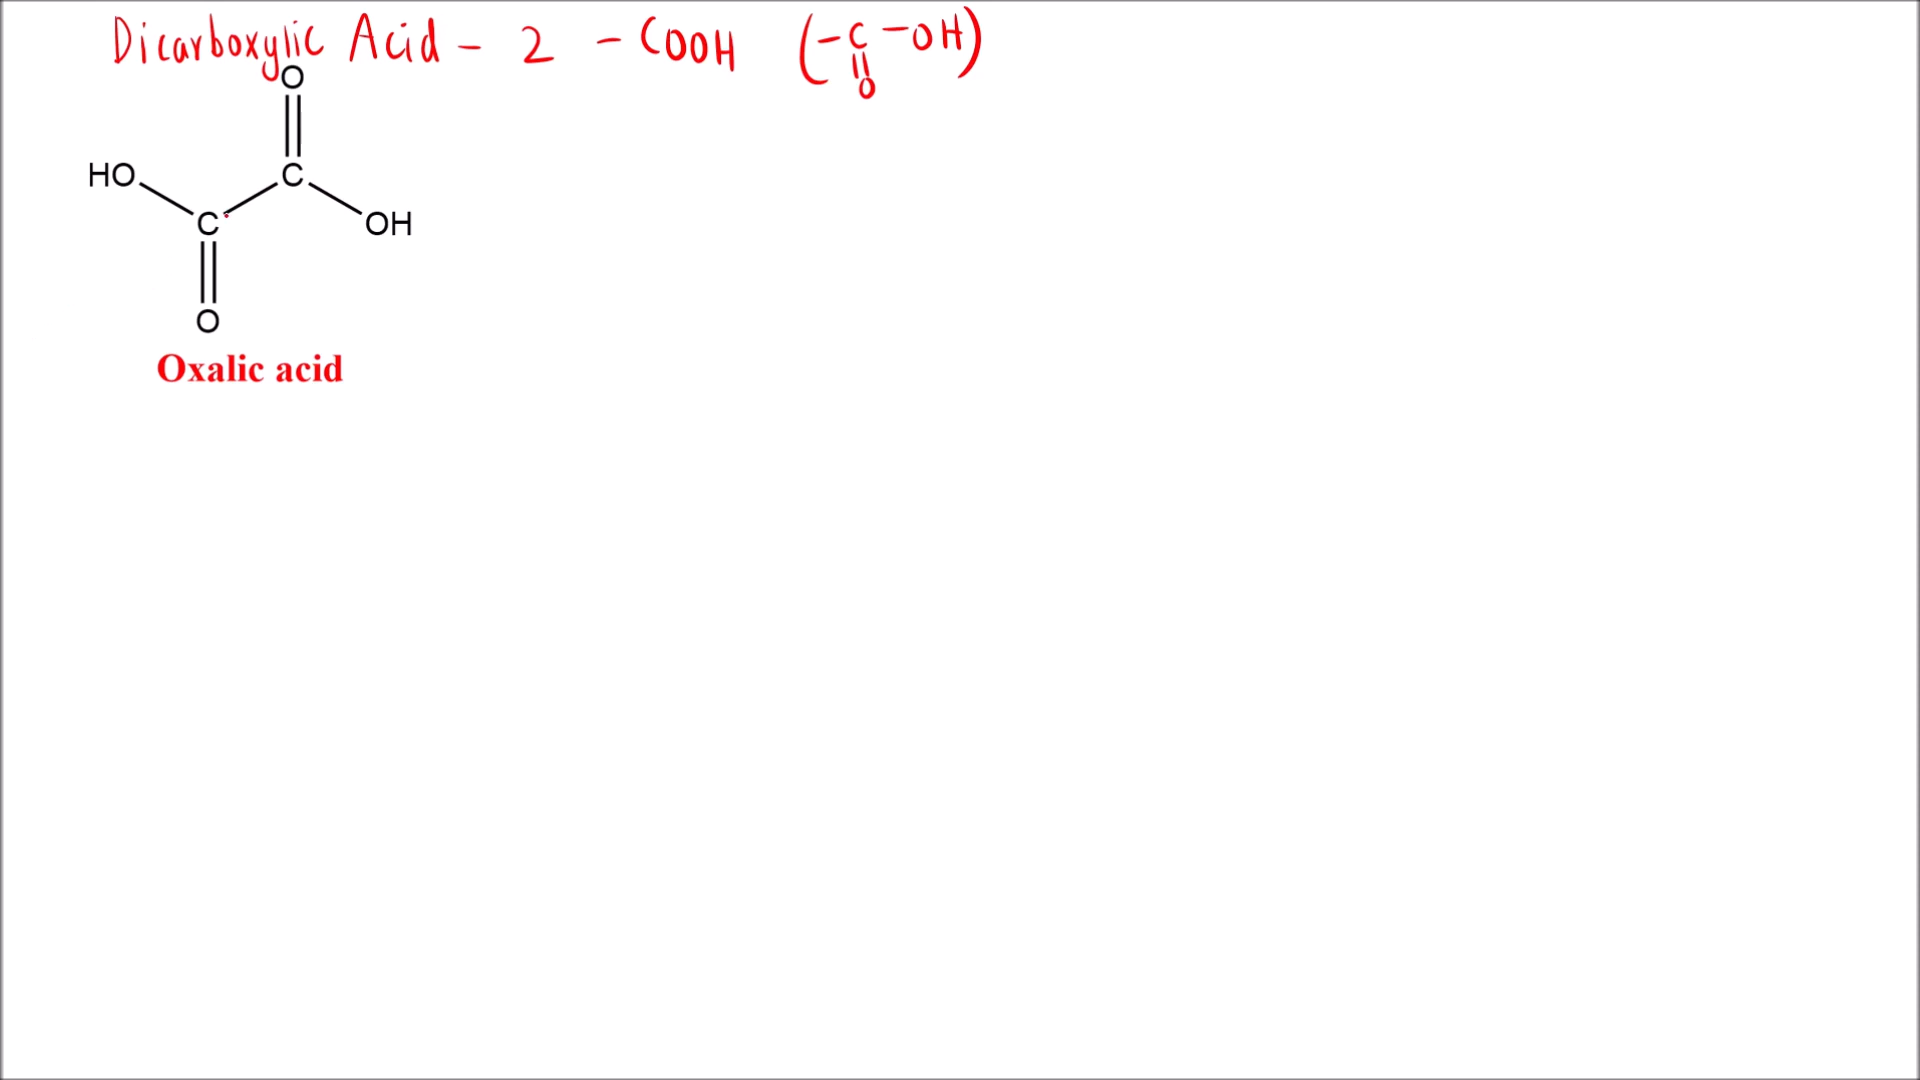 Dicarboxylic Acid - 2 -COOH (-C-OH)
O
O
HO
C
C
OH
O
Oxalic acid